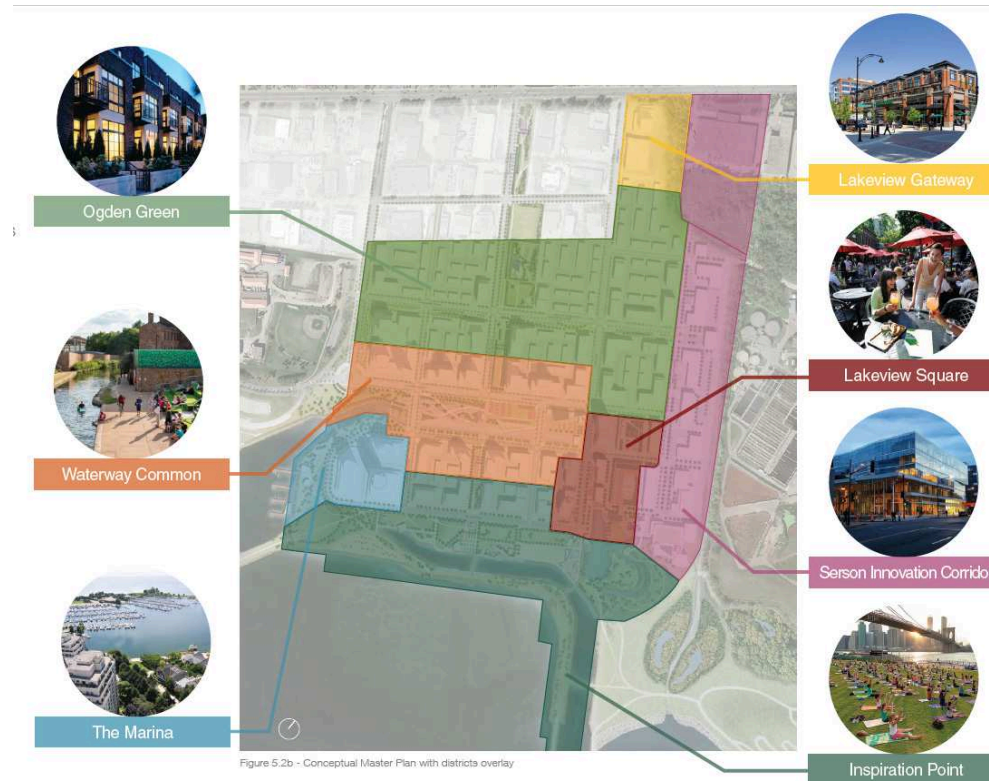 Ogden Green
Waterway Common
The Marina
Lakeview Gateway
Lakeview Square
Serson Innovation Corrido
Inspiration Point
Figure 5.2b - Conceptual Master Plan with districts overlay